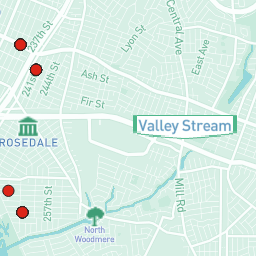 237th St
241st
244th St
Lyon St
Central Ave
East Ave
Ash St
Fir St
Valley Stream
ROSEDALE
257th St
Mill Rd
North
Woodmere